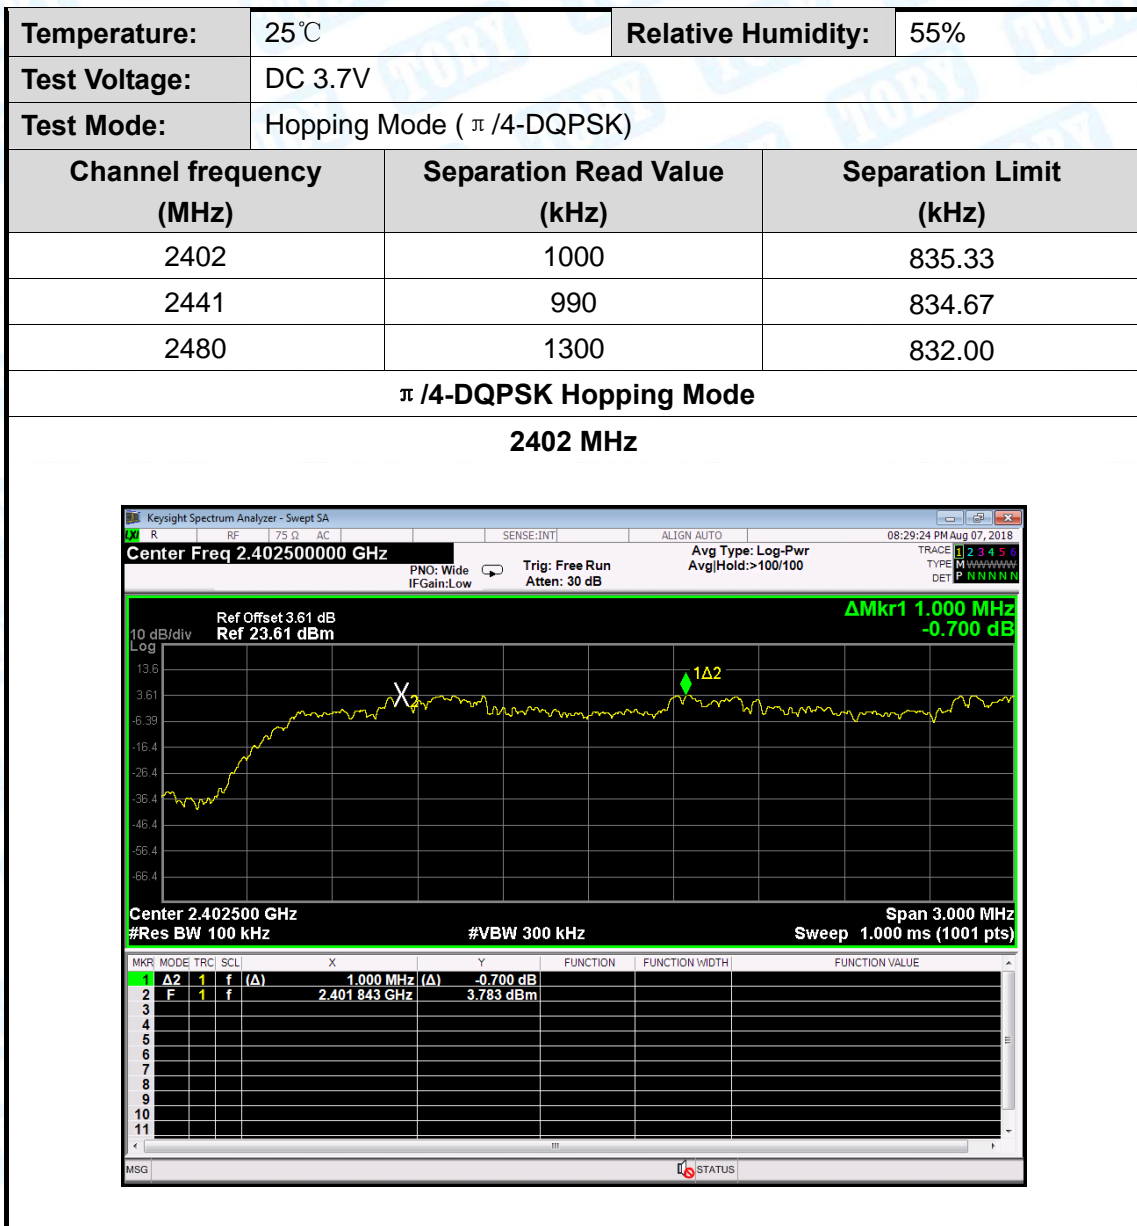 Temperature: 25℃ Relative Humidity: 55%
Test Voltage: DC 3.7V
Test Mode: Hopping Mode (π/4-DQPSK)
Channel frequency Separation Read Value Separation Limit
(MHz) (kHz) (kHz)
2402 1000 835.33
2441 990 834.67
2480 1300 832.00
π/4-DQPSK Hopping Mode
2402 MHz
Keysight Spectrum Analyzer - Swept SA
LXI R RF 75 Ω AC SENSE:INT ALIGN AUTO 08:29:24 PM Aug 07, 2018
Center Freq 2.402500000 GHz Avg Type: Log-Pwr TRACE 1 2 3 4 5 6
PNO: Wide Trig: Free Run Avg|Hold:>100/100 TYPE M WWWWW
IFGain:Low Atten: 30 dB DET P N N N N N
ΔMkr1 1.000 MHz
-0.700 dB
Ref Offset 3.61 dB
10 dB/div Ref 23.61 dBm
Log
13.6
1Δ2
3.61
X2
-6.39
-16.4
-26.4
-36.4
-46.4
-56.4
-66.4
Center 2.402500 GHz Span 3.000 MHz
#Res BW 100 kHz #VBW 300 kHz Sweep 1.000 ms (1001 pts)
MKR MODE TRC SCL X Y FUNCTION FUNCTION WIDTH FUNCTION VALUE
1 Δ2 1 f (Δ) 1.000 MHz (Δ) -0.700 dB
2 F 1 f 2.401 843 GHz 3.783 dBm
3
4
5
6
7
8
9
10
11
MSG STATUS
TOBY